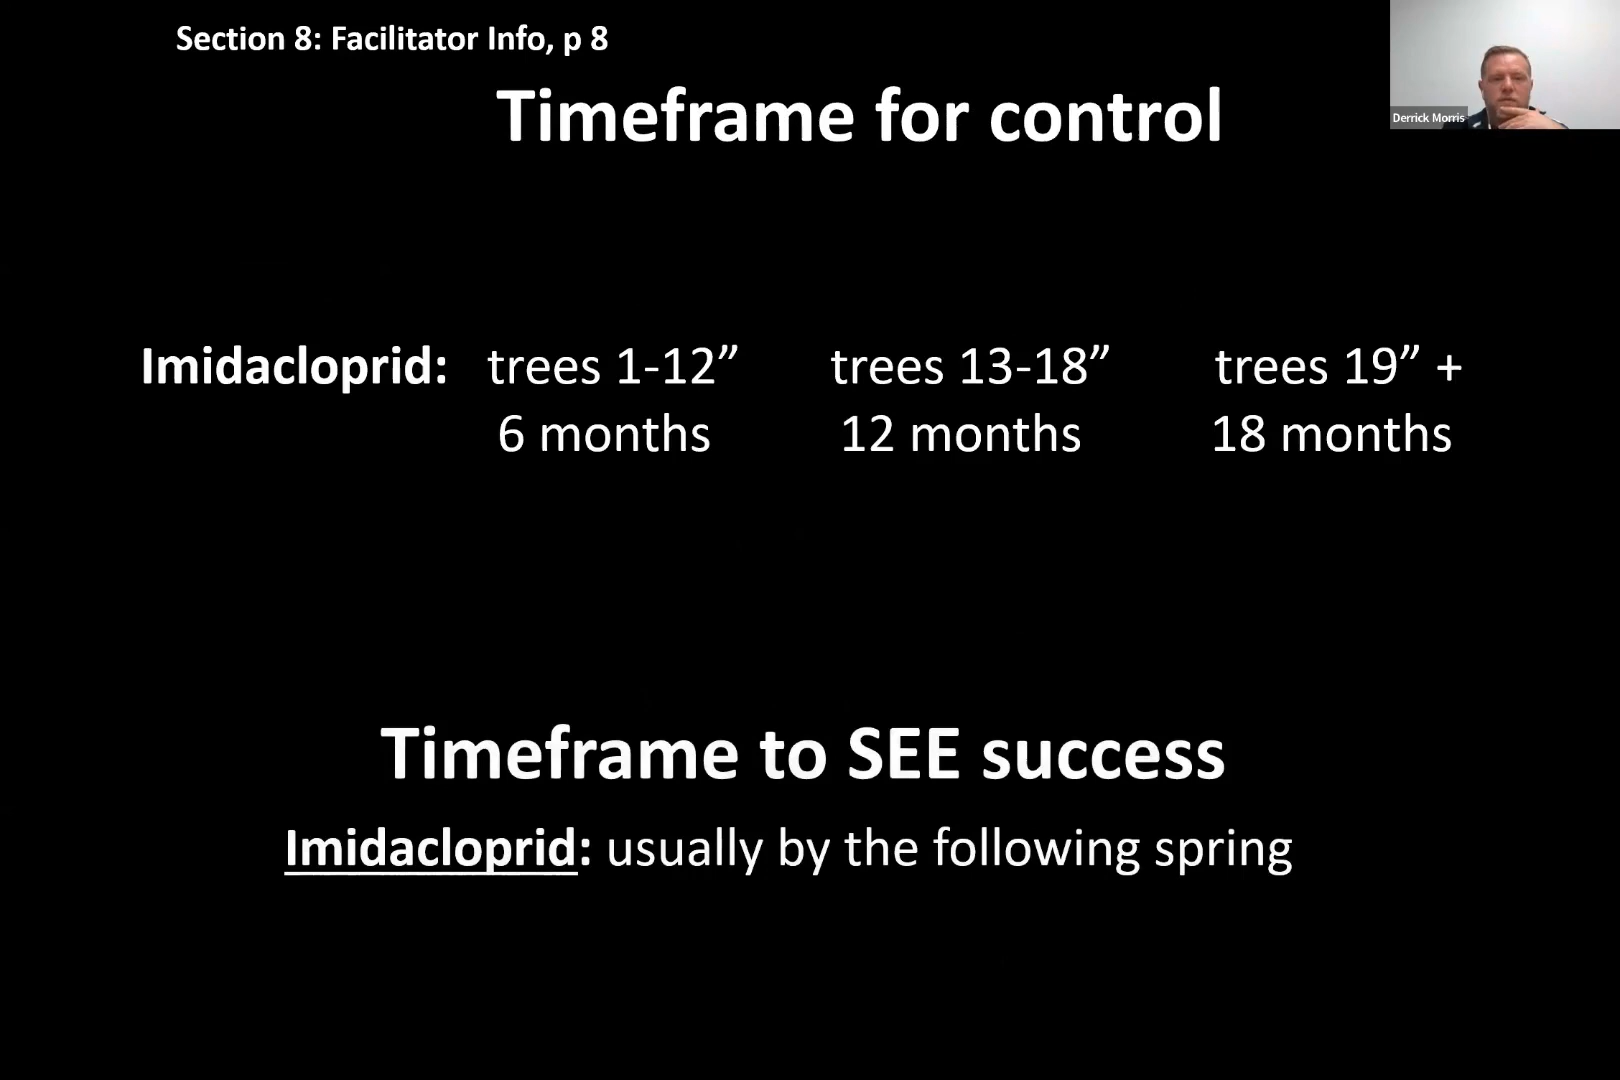 Section 8: Facilitator Info, p 8
Timeframe for control
Derrick Morris
Imidacloprid: trees 1-12” trees 13-18” trees 19” +
6 months 12 months 18 months
Timeframe to SEE success
Imidacloprid: usually by the following spring